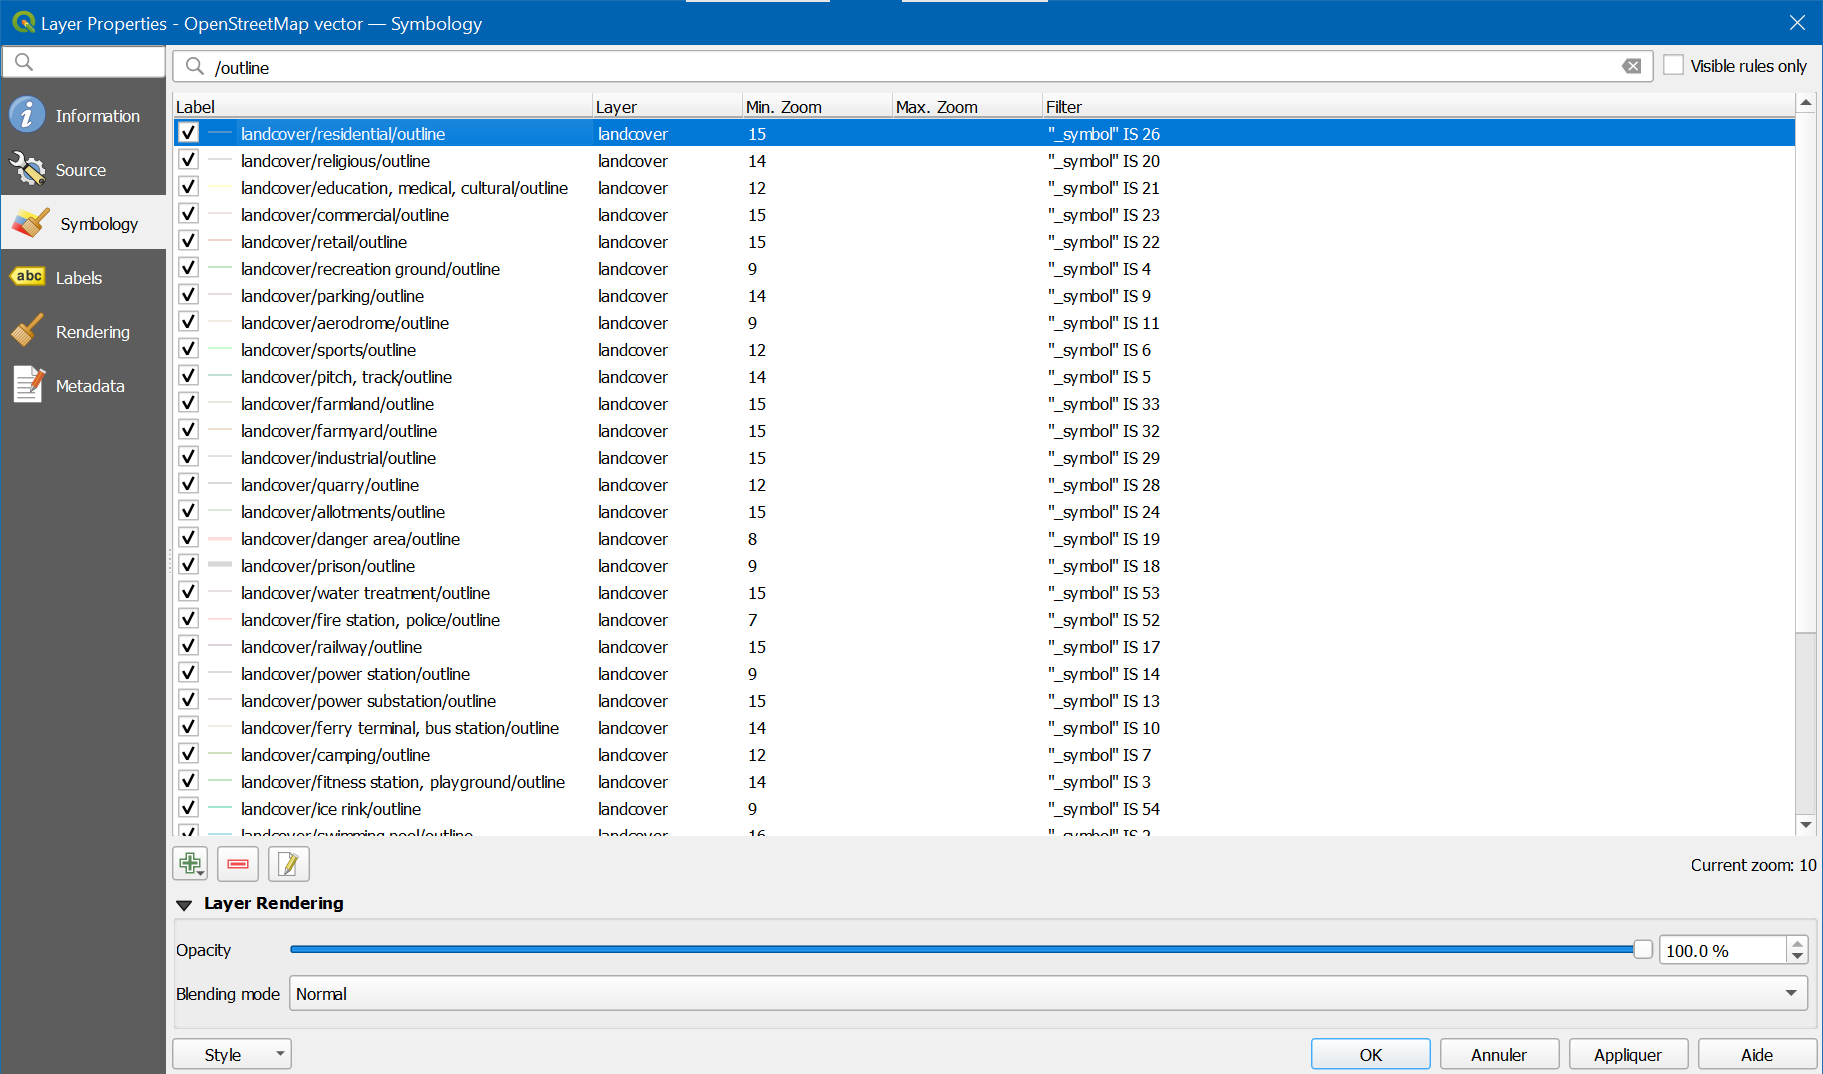 Layer Properties - OpenStreetMap vector — Symbology
/outline
Visible rules only
Information
Source
Symbology
abc Labels
Rendering
Metadata
Label Layer Min. Zoom Max. Zoom Filter
landcover/residential/outline landcover 15 "_symbol" IS 26
landcover/religious/outline landcover 14 "_symbol" IS 20
landcover/education, medical, cultural/outline landcover 12 "_symbol" IS 21
landcover/commercial/outline landcover 15 "_symbol" IS 23
landcover/retail/outline landcover 15 "_symbol" IS 22
landcover/recreation ground/outline landcover 9 "_symbol" IS 4
landcover/parking/outline landcover 14 "_symbol" IS 9
landcover/aerodrome/outline landcover 9 "_symbol" IS 11
landcover/sports/outline landcover 12 "_symbol" IS 6
landcover/pitch, track/outline landcover 14 "_symbol" IS 5
landcover/farmland/outline landcover 15 "_symbol" IS 33
landcover/farmyard/outline landcover 15 "_symbol" IS 32
landcover/industrial/outline landcover 15 "_symbol" IS 29
landcover/quarry/outline landcover 12 "_symbol" IS 28
landcover/allotments/outline landcover 15 "_symbol" IS 24
landcover/danger area/outline landcover 8 "_symbol" IS 19
landcover/prison/outline landcover 9 "_symbol" IS 18
landcover/water treatment/outline landcover 15 "_symbol" IS 53
landcover/fire station, police/outline landcover 7 "_symbol" IS 52
landcover/railway/outline landcover 15 "_symbol" IS 17
landcover/power station/outline landcover 9 "_symbol" IS 14
landcover/power substation/outline landcover 15 "_symbol" IS 13
landcover/ferry terminal, bus station/outline landcover 14 "_symbol" IS 10
landcover/camping/outline landcover 12 "_symbol" IS 7
landcover/fitness station, playground/outline landcover 14 "_symbol" IS 3
landcover/ice rink/outline landcover 9 "_symbol" IS 54
landcover/swimming pool/outline landcover 16 "_symbol" IS 2
Current zoom: 10
Layer Rendering
Opacity 100.0 %
Blending mode Normal
Style OK Annuler Appliquer Aide